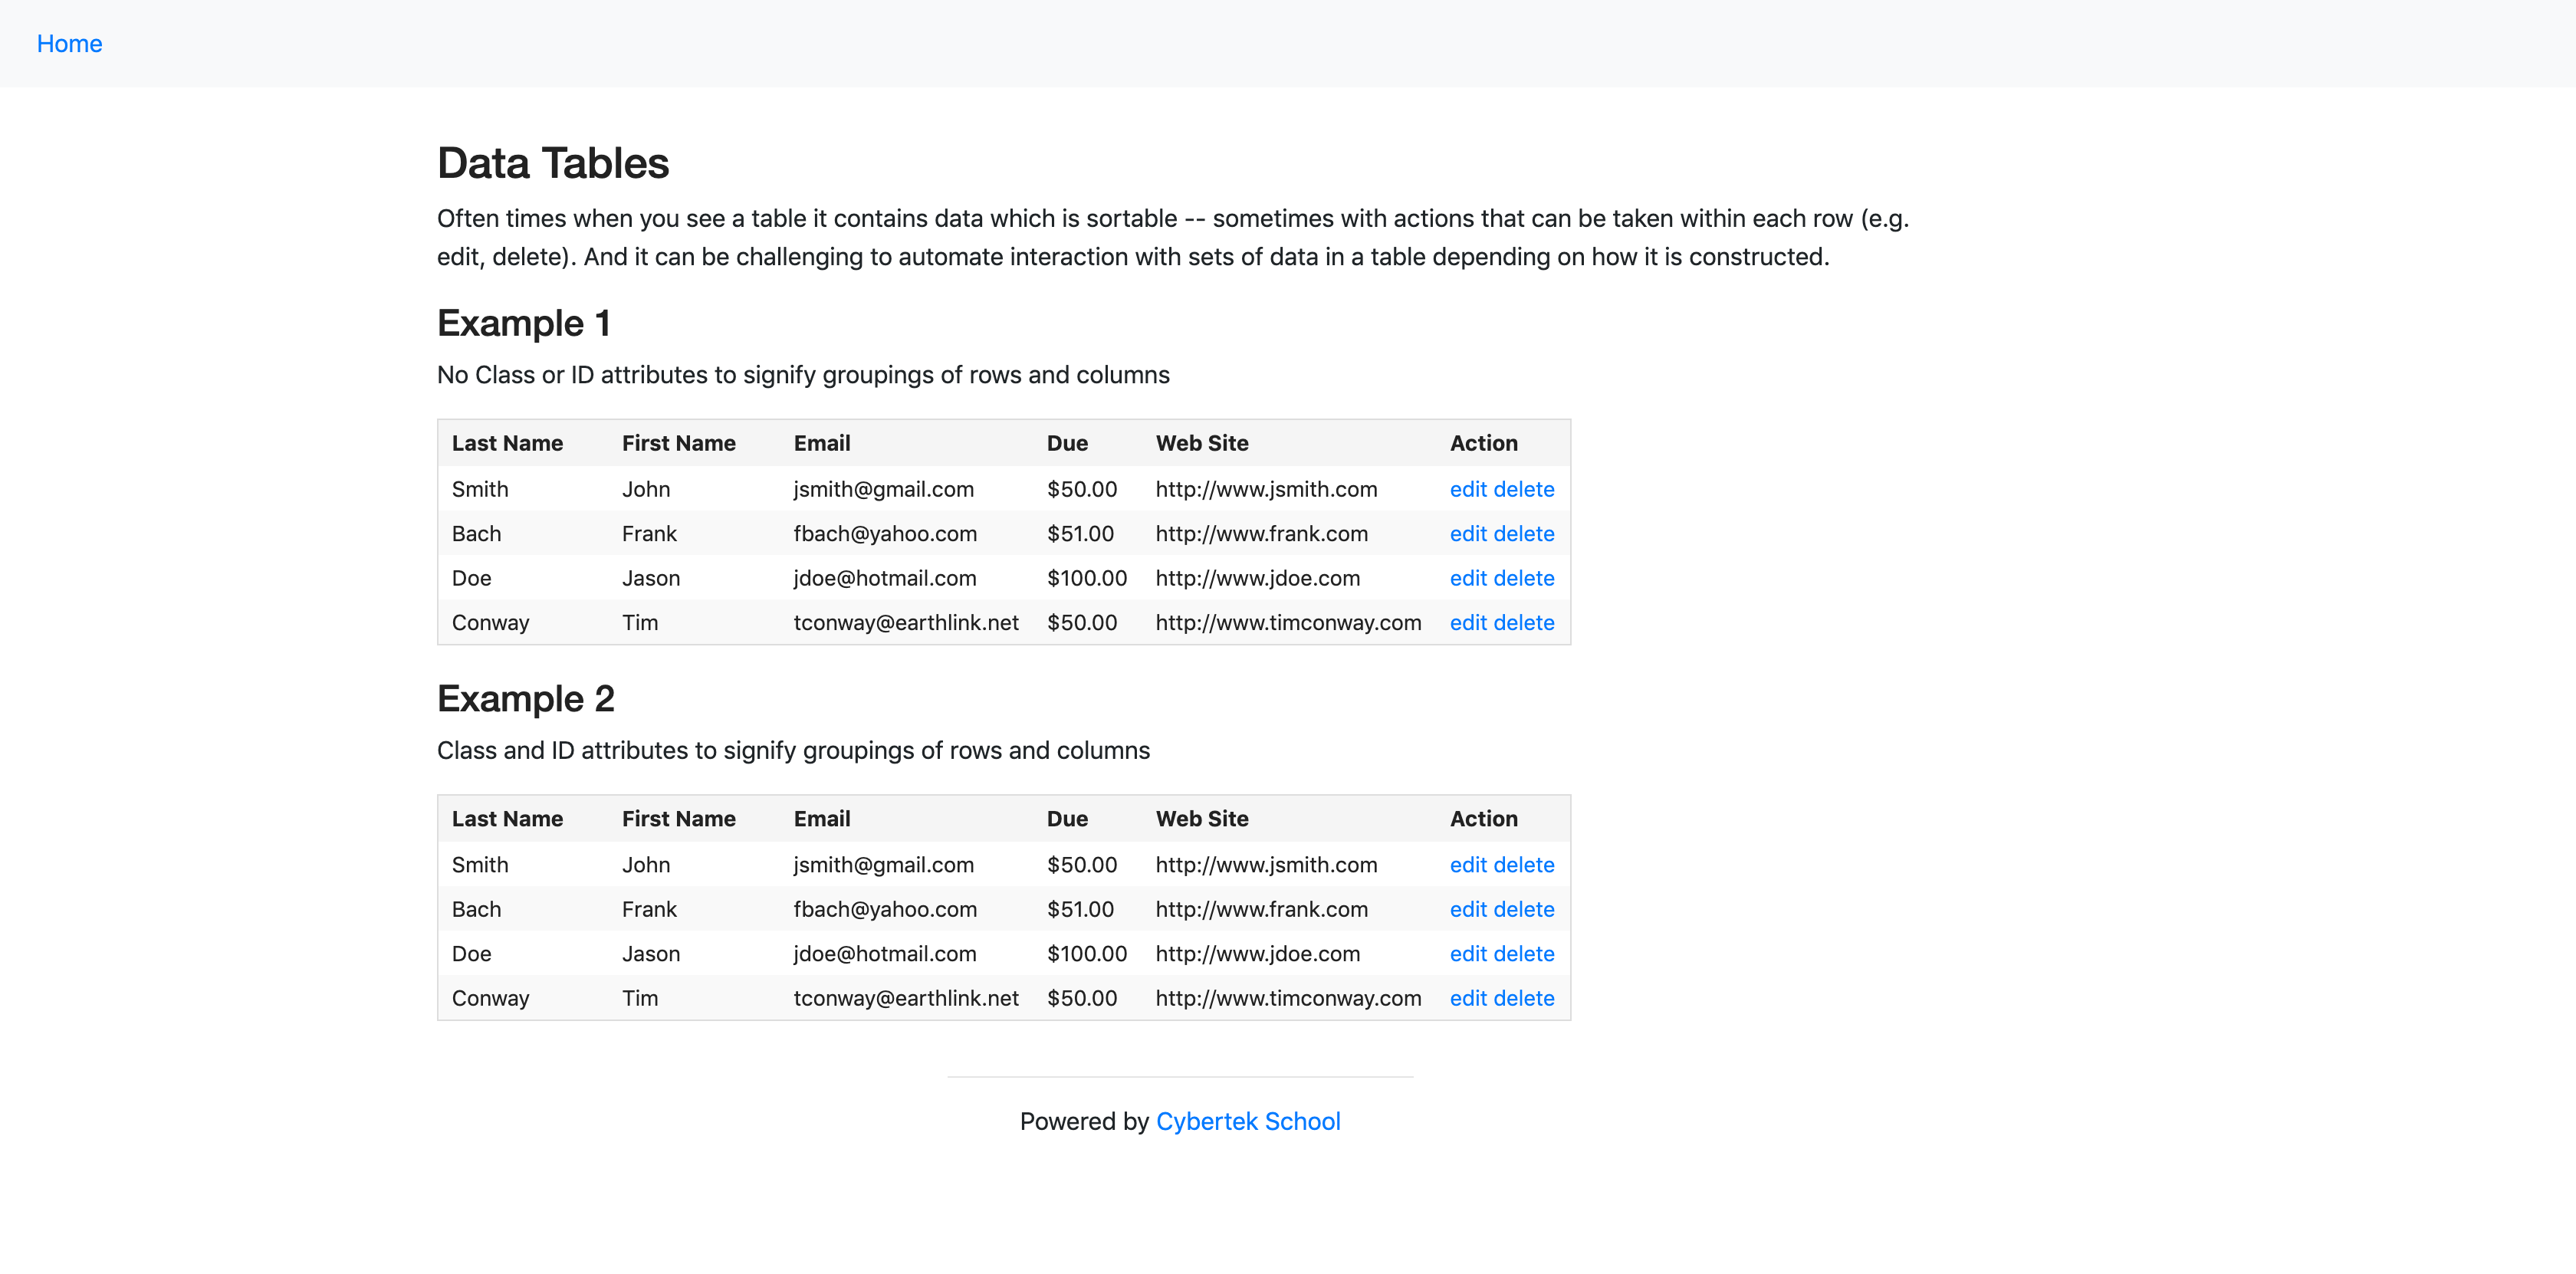 Home
Data Tables
Often times when you see a table it contains data which is sortable -- sometimes with actions that can be taken within each row (e.g.
edit, delete). And it can be challenging to automate interaction with sets of data in a table depending on how it is constructed.
Example 1
No Class or ID attributes to signify groupings of rows and columns
Last Name First Name Email Due Web Site Action
Smith John jsmith@gmail.com $50.00 http://www.jsmith.com edit delete
Bach Frank fbach@yahoo.com $51.00 http://www.frank.com edit delete
Doe Jason jdoe@hotmail.com $100.00 http://www.jdoe.com edit delete
Conway Tim tconway@earthlink.net $50.00 http://www.timconway.com edit delete
Example 2
Class and ID attributes to signify groupings of rows and columns
Last Name First Name Email Due Web Site Action
Smith John jsmith@gmail.com $50.00 http://www.jsmith.com edit delete
Bach Frank fbach@yahoo.com $51.00 http://www.frank.com edit delete
Doe Jason jdoe@hotmail.com $100.00 http://www.jdoe.com edit delete
Conway Tim tconway@earthlink.net $50.00 http://www.timconway.com edit delete
Powered by Cybertek School